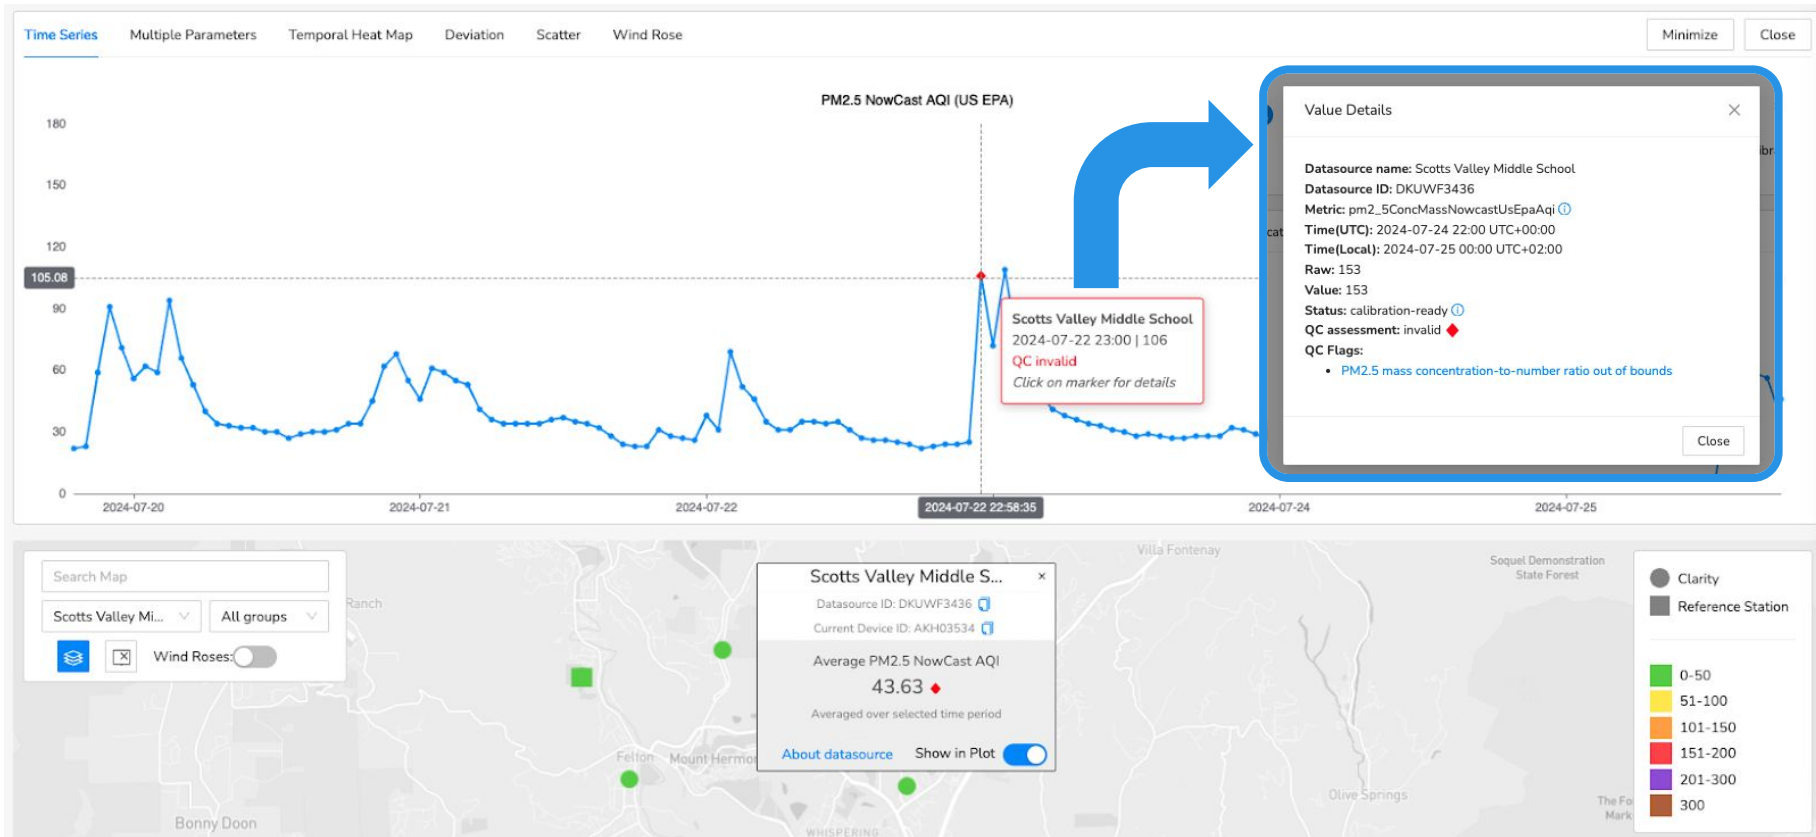 Time Series Multiple Parameters Temporal Heat Map Deviation Scatter Wind Rose Minimize Close
PM2.5 NowCast AQI (US EPA)
180
150
120
105.08
90
60
30
0
2024-07-20 2024-07-21 2024-07-22 2024-07-22 22:58:35 2024-07-24 2024-07-25
Scotts Valley Middle School
2024-07-22 23:00 | 106
QC invalid
Click on marker for details
Value Details
Datasource name: Scotts Valley Middle School
Datasource ID: DKUWF3436
Metric: pm2_5ConcMassNowcastUsEpaAqi
Time(UTC): 2024-07-24 22:00 UTC+00:00
Time(Local): 2024-07-25 00:00 UTC+02:00
Raw: 153
Value: 153
Status: calibration-ready
QC assessment: invalid
QC Flags:
• PM2.5 mass concentration-to-number ratio out of bounds
Close
Search Map
Scotts Valley Mi... All groups
Wind Roses:
Ranch
Villa Fontenay
Soquel Demonstration
State Forest
Felton
Mount Hermo
Bonny Doon
WHISPERING
Olive Springs
The Fo
Mark
Scotts Valley Middle S... ×
Datasource ID: DKUWF3436
Current Device ID: AKH03534
Average PM2.5 NowCast AQI
43.63
Averaged over selected time period
About datasource Show in Plot
Clarity
Reference Station
0-50
51-100
101-150
151-200
201-300
300